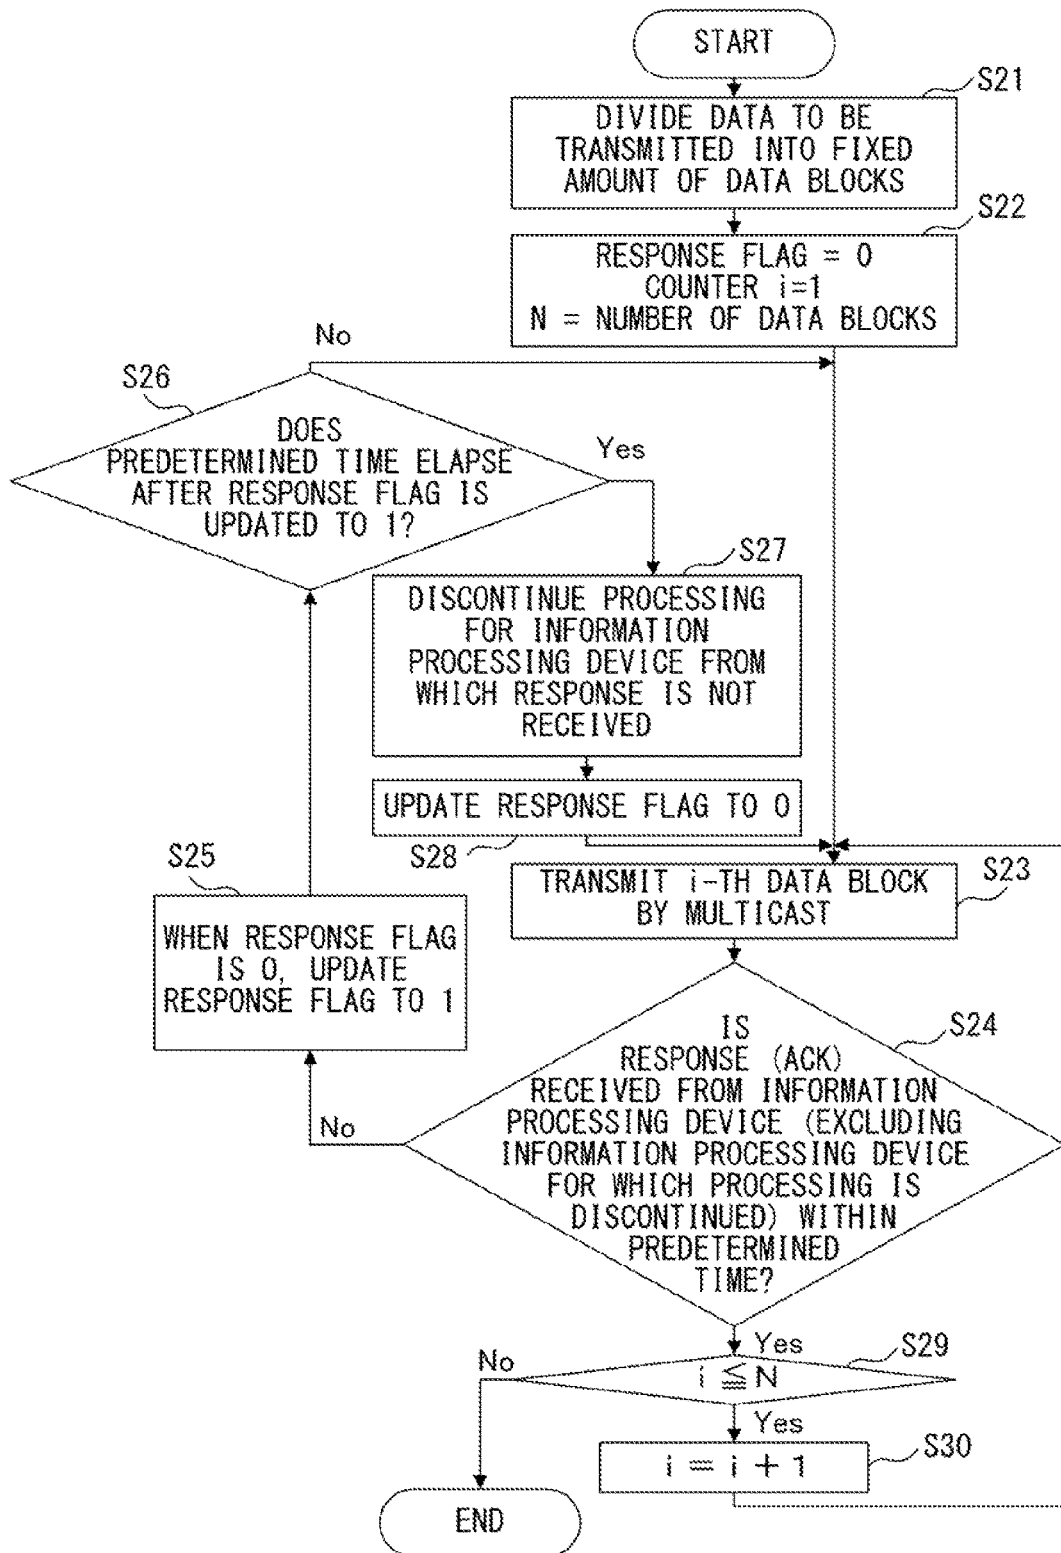 START
S21
DIVIDE DATA TO BE
TRANSMITTED INTO FIXED
AMOUNT OF DATA BLOCKS
S22
RESPONSE FLAG = 0
COUNTER i=1
N = NUMBER OF DATA BLOCKS
No
S26
DOES
PREDETERMINED TIME ELAPSE
AFTER RESPONSE FLAG IS
UPDATED TO 1?
Yes
S27
DISCONTINUE PROCESSING
FOR INFORMATION
PROCESSING DEVICE FROM
WHICH RESPONSE IS NOT
RECEIVED
UPDATE RESPONSE FLAG TO 0
S28
S25
WHEN RESPONSE FLAG
IS 0, UPDATE
RESPONSE FLAG TO 1
TRANSMIT i-TH DATA BLOCK
BY MULTICAST
S23
S24
IS
RESPONSE (ACK)
RECEIVED FROM INFORMATION
PROCESSING DEVICE (EXCLUDING
INFORMATION PROCESSING DEVICE
FOR WHICH PROCESSING IS
DISCONTINUED) WITHIN
PREDETERMINED
TIME?
No
Yes
S29
i ≦ N
No
Yes
S30
i = i + 1
END